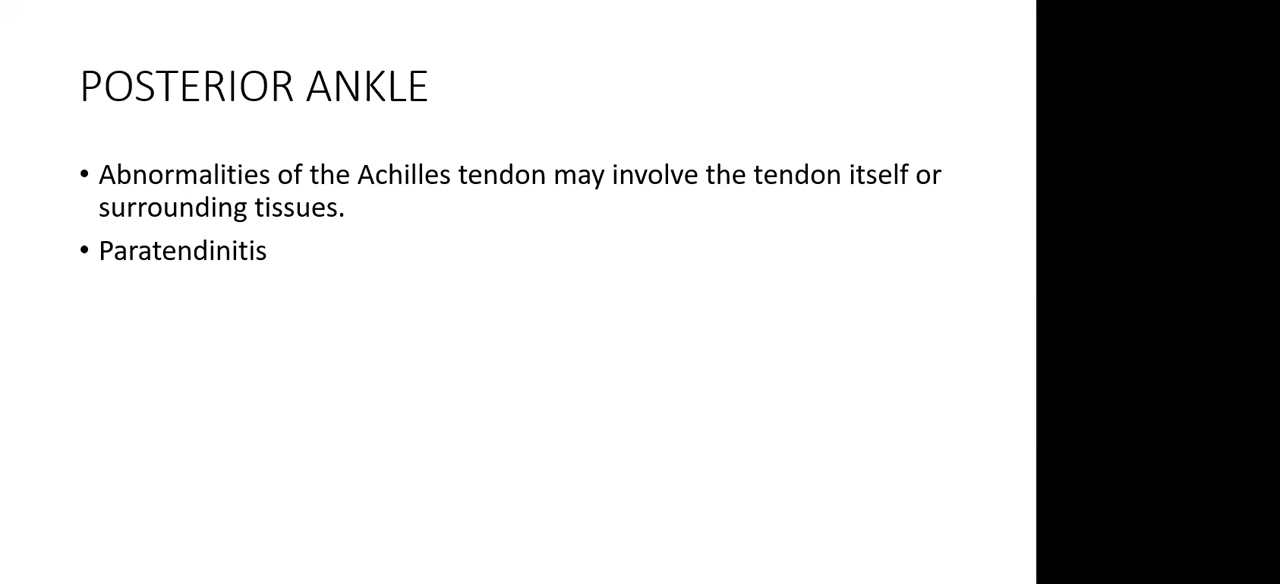 POSTERIOR ANKLE
• Abnormalities of the Achilles tendon may involve the tendon itself or
surrounding tissues.
• Paratendinitis